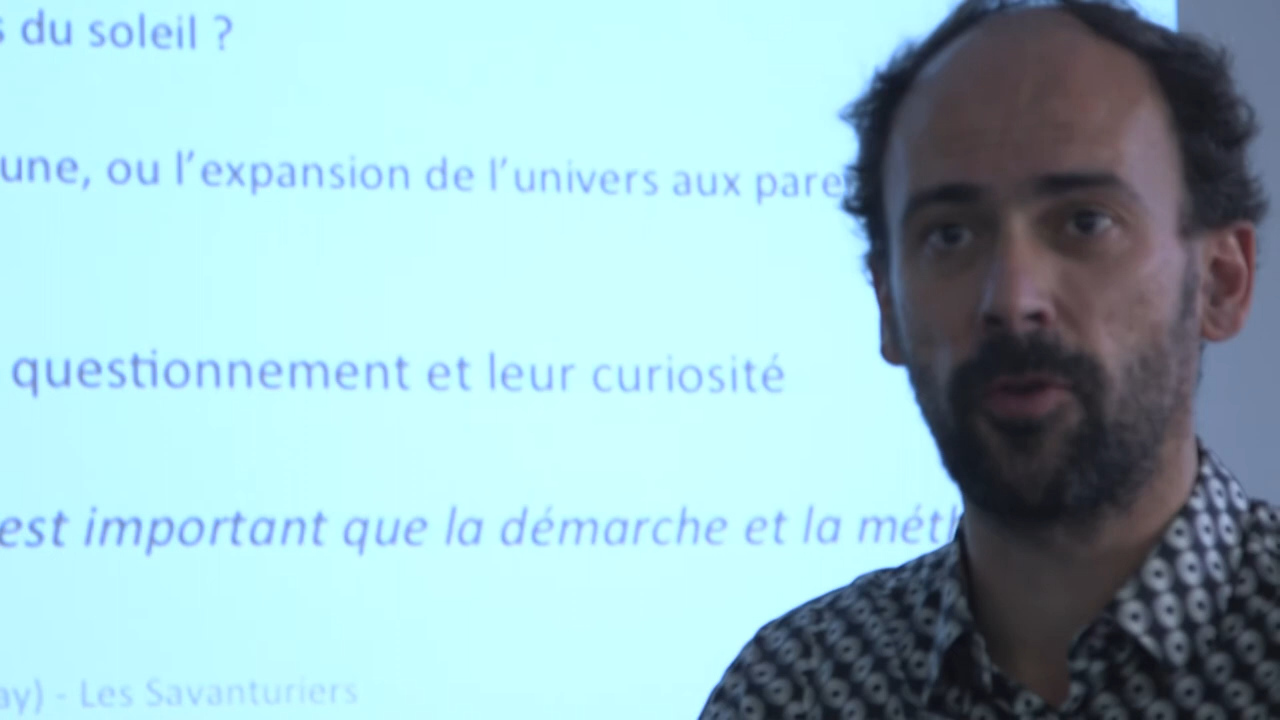 s du soleil ?
une, ou l’expansion de l’univers aux pare
questionnement et leur curiosité
est important que la démarche et la mét
ay) - Les Savanturiers